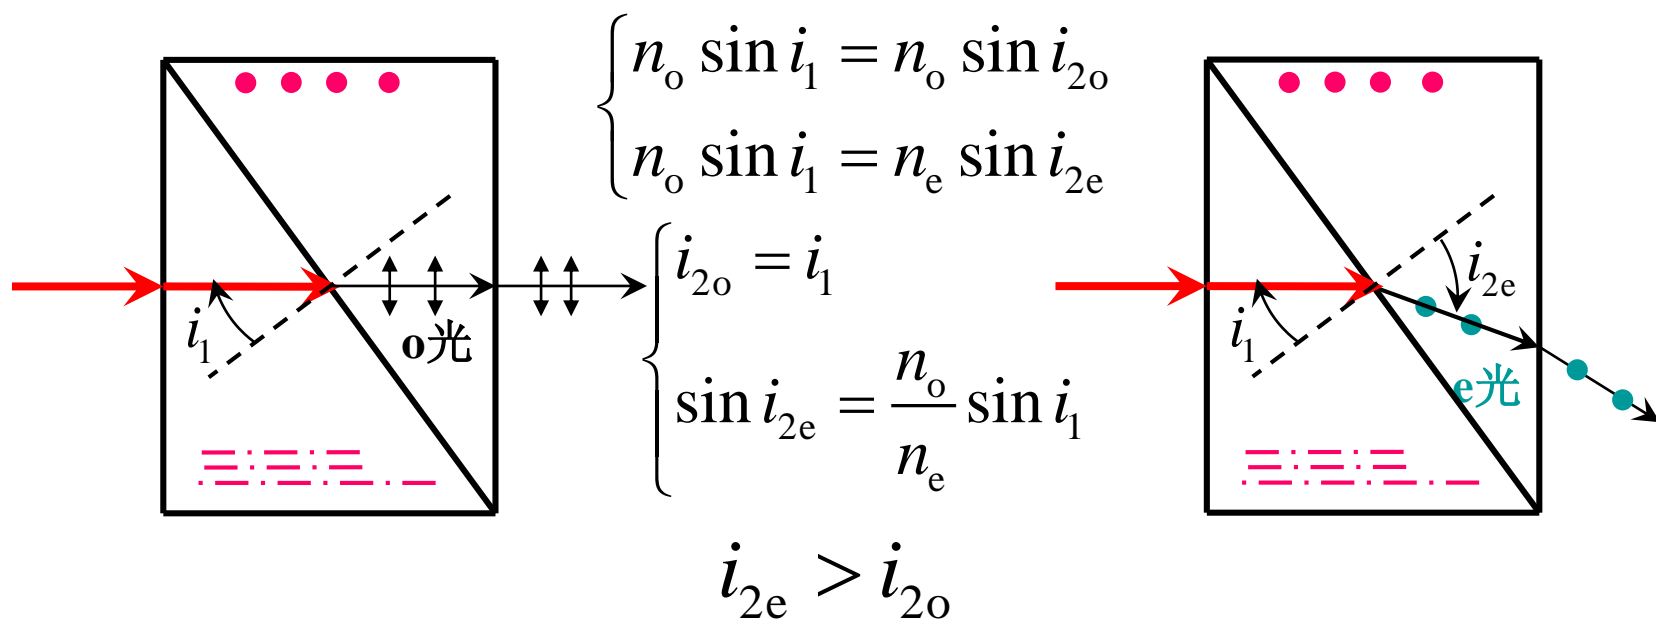 n_o sin i_1 = n_o sin i_2o
n_o sin i_1 = n_e sin i_2e
i_2o = i_1
sin i_2e = n_o / n_e sin i_1
i_2e > i_2o
i_1
o光
i_1
i_2e
e光